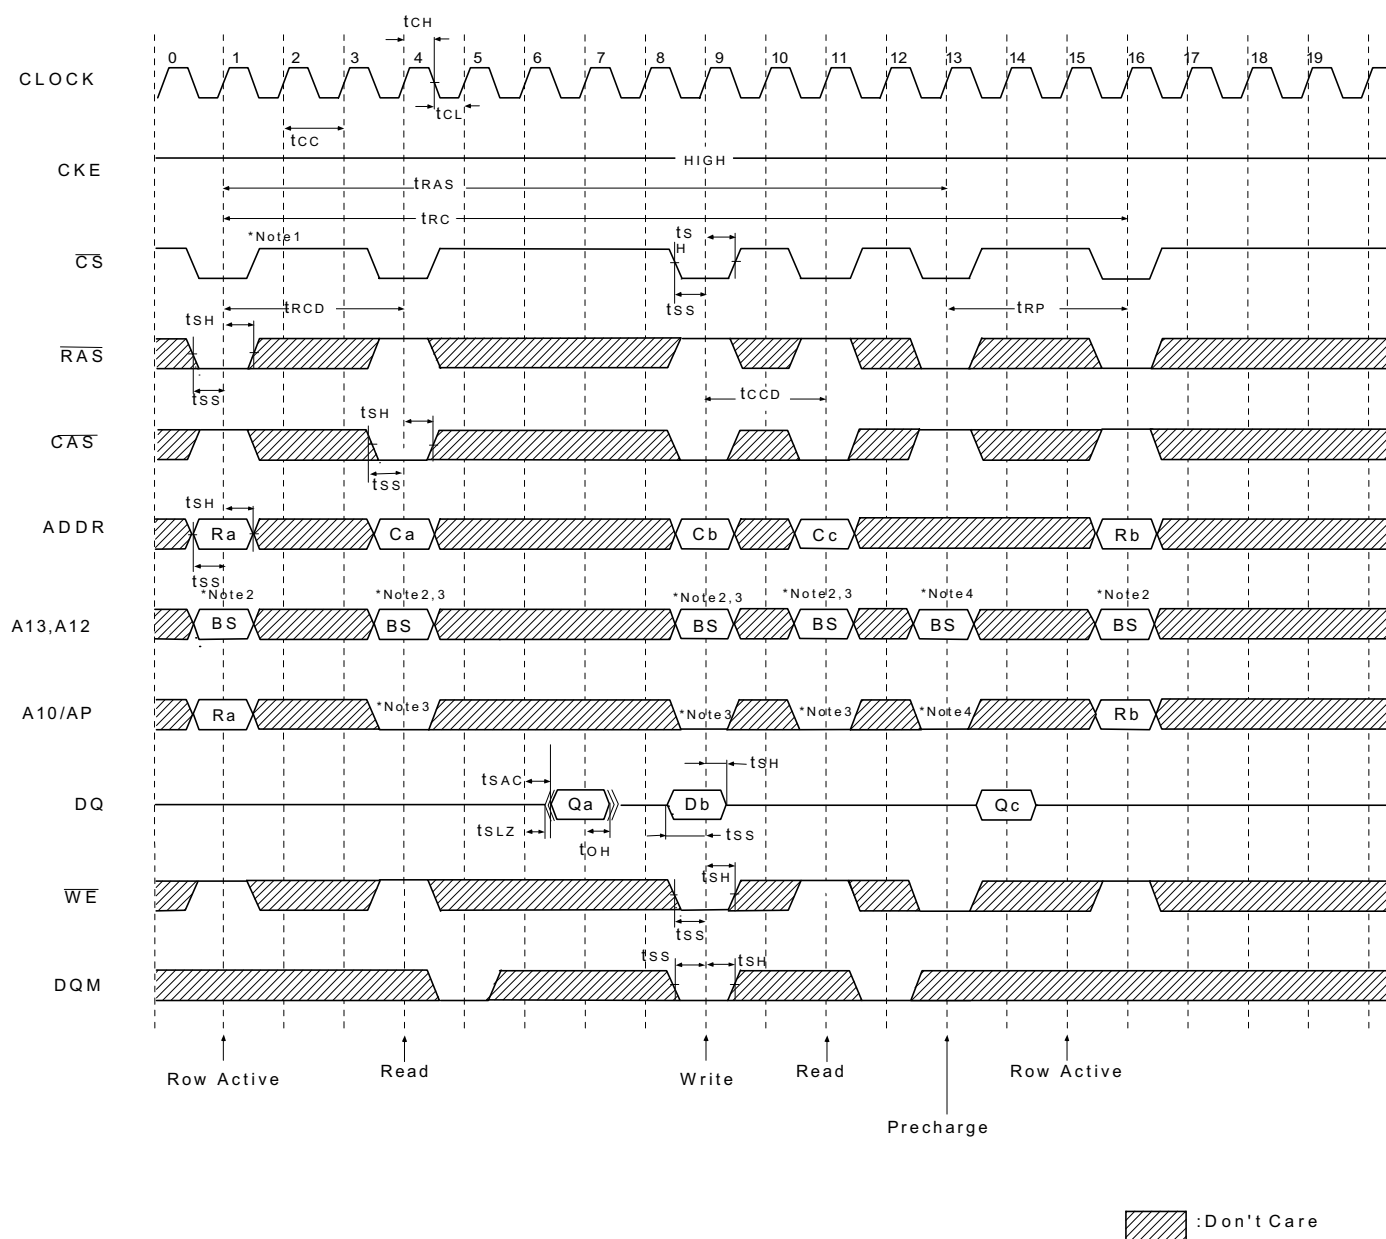 tCH
0 1 2 3 4 5 6 7 8 9 10 11 12 13 14 15 16 17 18 19
CLOCK
tCL
tCC
HIGH
CKE
tRAS
tRC
*Note1
tS
H
CS
tSS
tRCD
tRP
tSH
RAS
tSS
tCCD
tSH
CAS
tSS
tSH
ADDR
Ra Ca Cb Cc Rb
tSS
*Note2 *Note2,3 *Note2,3 *Note2,3 *Note4 *Note2
A13,A12
BS BS BS BS BS BS
A10/AP
Ra *Note3 *Note3 *Note3 *Note4 Rb
tSH
tSAC
DQ
Qa Db Qc
tSLZ
tSS
tOH
tSH
WE
tSS
tSS tSH
DQM
Row Active Read Write Read Row Active
Precharge
:Don't Care